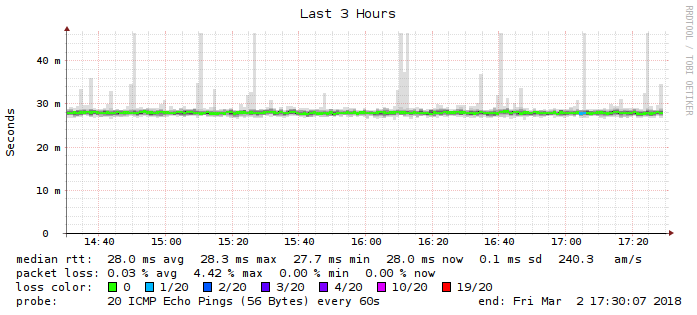 Last 3 Hours
RRDTOOL / TOBI OETIKER
Seconds
40 m
30 m
20 m
10 m
0
14:40 15:00 15:20 15:40 16:00 16:20 16:40 17:00 17:20
median rtt: 28.0 ms avg 28.3 ms max 27.7 ms min 28.0 ms now 0.1 ms sd 240.3 am/s
packet loss: 0.03 % avg 4.42 % max 0.00 % min 0.00 % now
loss color: 0 1/20 2/20 3/20 4/20 10/20 19/20
probe: 20 ICMP Echo Pings (56 Bytes) every 60s end: Fri Mar 2 17:30:07 2018